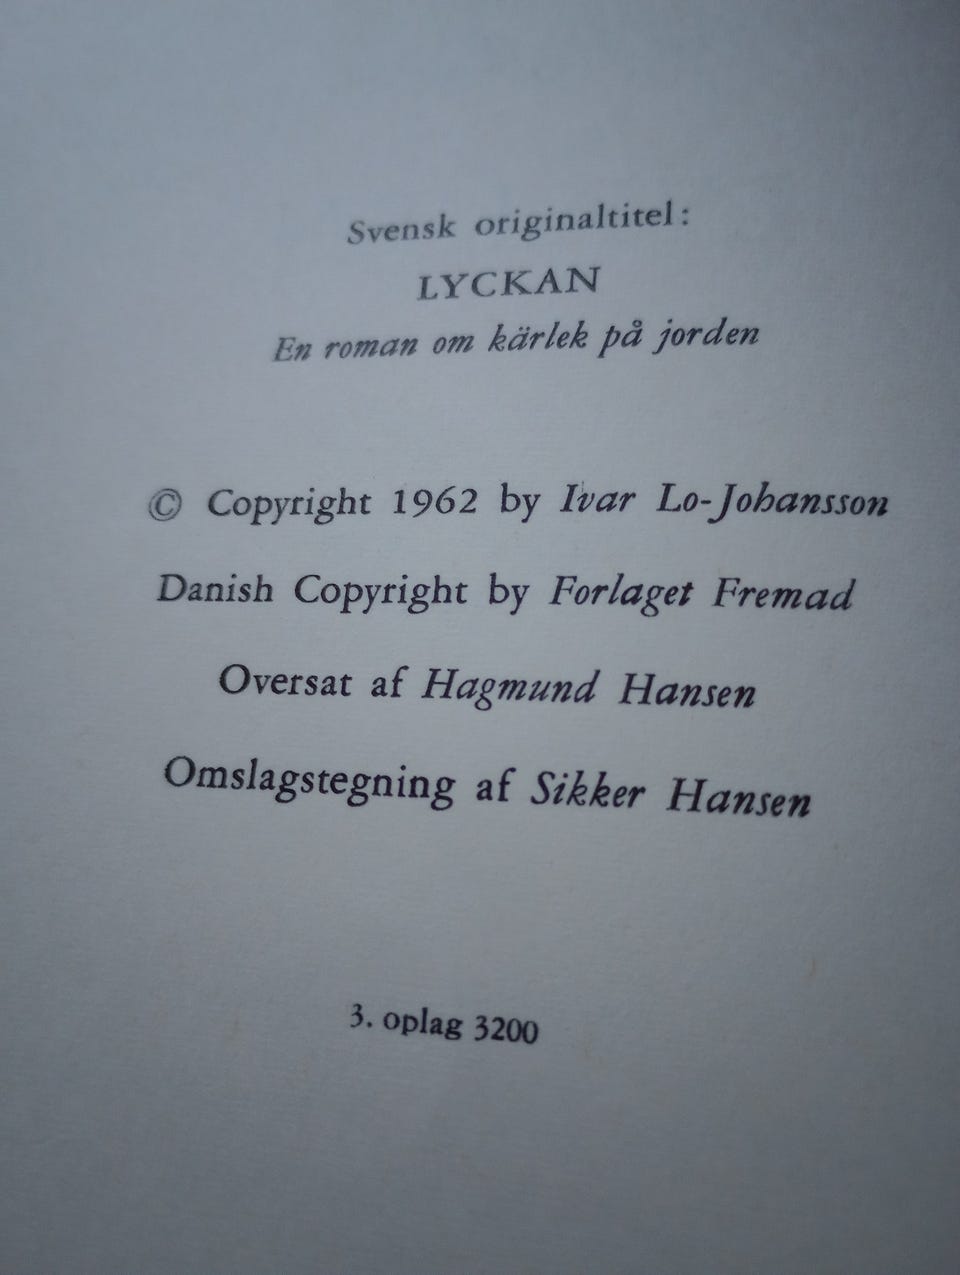 Svensk originaltitel:
LYCKAN
En roman om kärlek på jorden
© Copyright 1962 by Ivar Lo-Johansson
Danish Copyright by Forlaget Fremad
Oversat af Hagmund Hansen
Omslagstegning af Sikker Hansen
3. oplag 3200